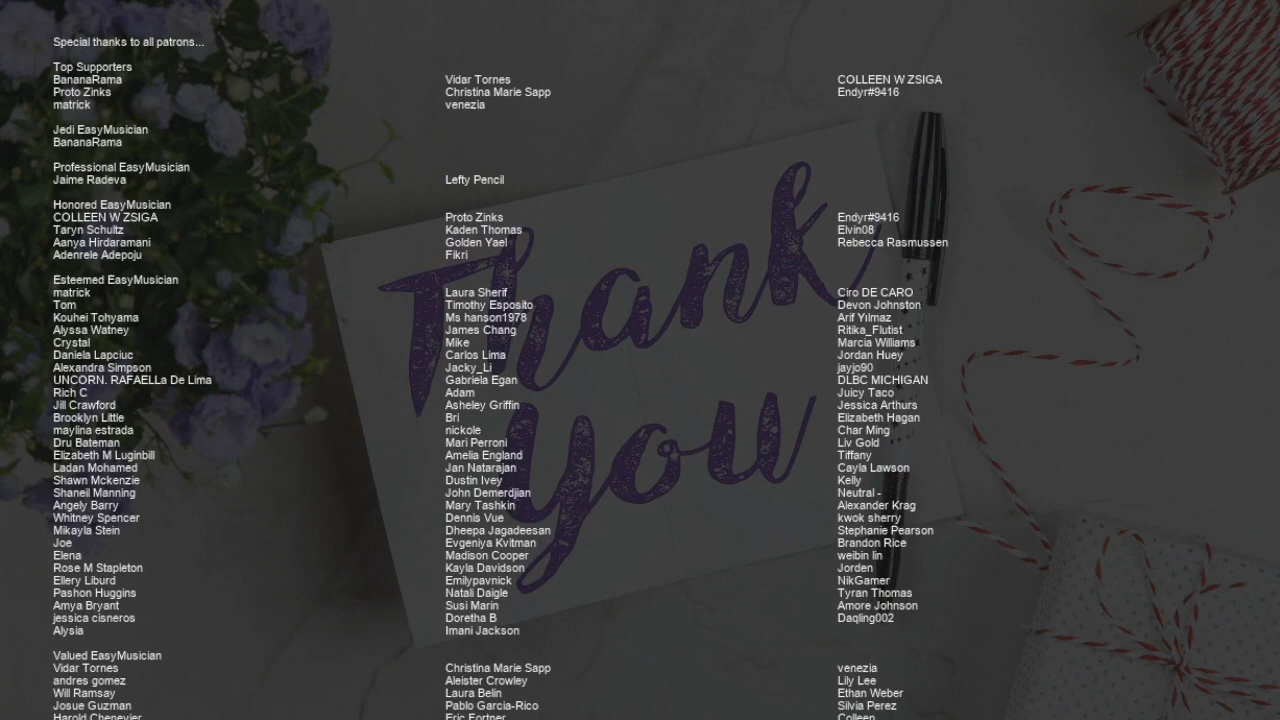 Special thanks to all patrons...
Top Supporters
BananaRama Vidar Tornes COLLEEN W ZSIGA
Proto Zinks Christina Marie Sapp Endyr#9416
matrick venezia
Jedi EasyMusician
BananaRama
Professional EasyMusician
Jaime Radeva Lefty Pencil
Honored EasyMusician
COLLEEN W ZSIGA Proto Zinks Endyr#9416
Taryn Schultz Kaden Thomas Elvin08
Aanya Hirdaramani Golden Yael Rebecca Rasmussen
Adenrele Adepoju Fikri
Esteemed EasyMusician
matrick Laura Sherif Ciro DE CARO
Tom Timothy Esposito Devon Johnston
Kouhei Tohyama Ms hanson1978 Arif Yılmaz
Alyssa Watney James Chang Ritika_Flutist
Crystal Mike Marcia Williams
Daniela Lapciuc Carlos Lima Jordan Huey
Alexandra Simpson Jacky_Li jayjo90
UNCORN. RAFAELLa De Lima Gabriela Egan DLBC MICHIGAN
Rich C Adam Juicy Taco
Jill Crawford Asheley Griffin Jessica Arthurs
Brooklyn Little Bri Elizabeth Hagan
maylina estrada nickole Char Ming
Dru Bateman Mari Perroni Liv Gold
Elizabeth M Luginbill Amelia England Tiffany
Ladan Mohamed Jan Natarajan Cayla Lawson
Shawn Mckenzie Dustin Ivey Kelly
Shaneil Manning John Demerdjian Neutral -
Angely Barry Mary Tashkin Alexander Krag
Whitney Spencer Dennis Vue kwok sherry
Mikayla Stein Dheepa Jagadeesan Stephanie Pearson
Joe Evgeniya Kvitman Brandon Rice
Elena Madison Cooper weibin lin
Rose M Stapleton Kayla Davidson Jorden
Ellery Liburd Emilypavnick NikGamer
Pashon Huggins Natali Daigle Tyran Thomas
Amya Bryant Susi Marin Amore Johnson
jessica cisneros Doretha B Daqling002
Alysia Imani Jackson
Valued EasyMusician
Vidar Tornes Christina Marie Sapp venezia
andres gomez Aleister Crowley Lily Lee
Will Ramsay Laura Belin Ethan Weber
Josue Guzman Pablo Garcia-Rico Silvia Perez
Harold Chenevier Eric Fortner Colleen
Thank
you